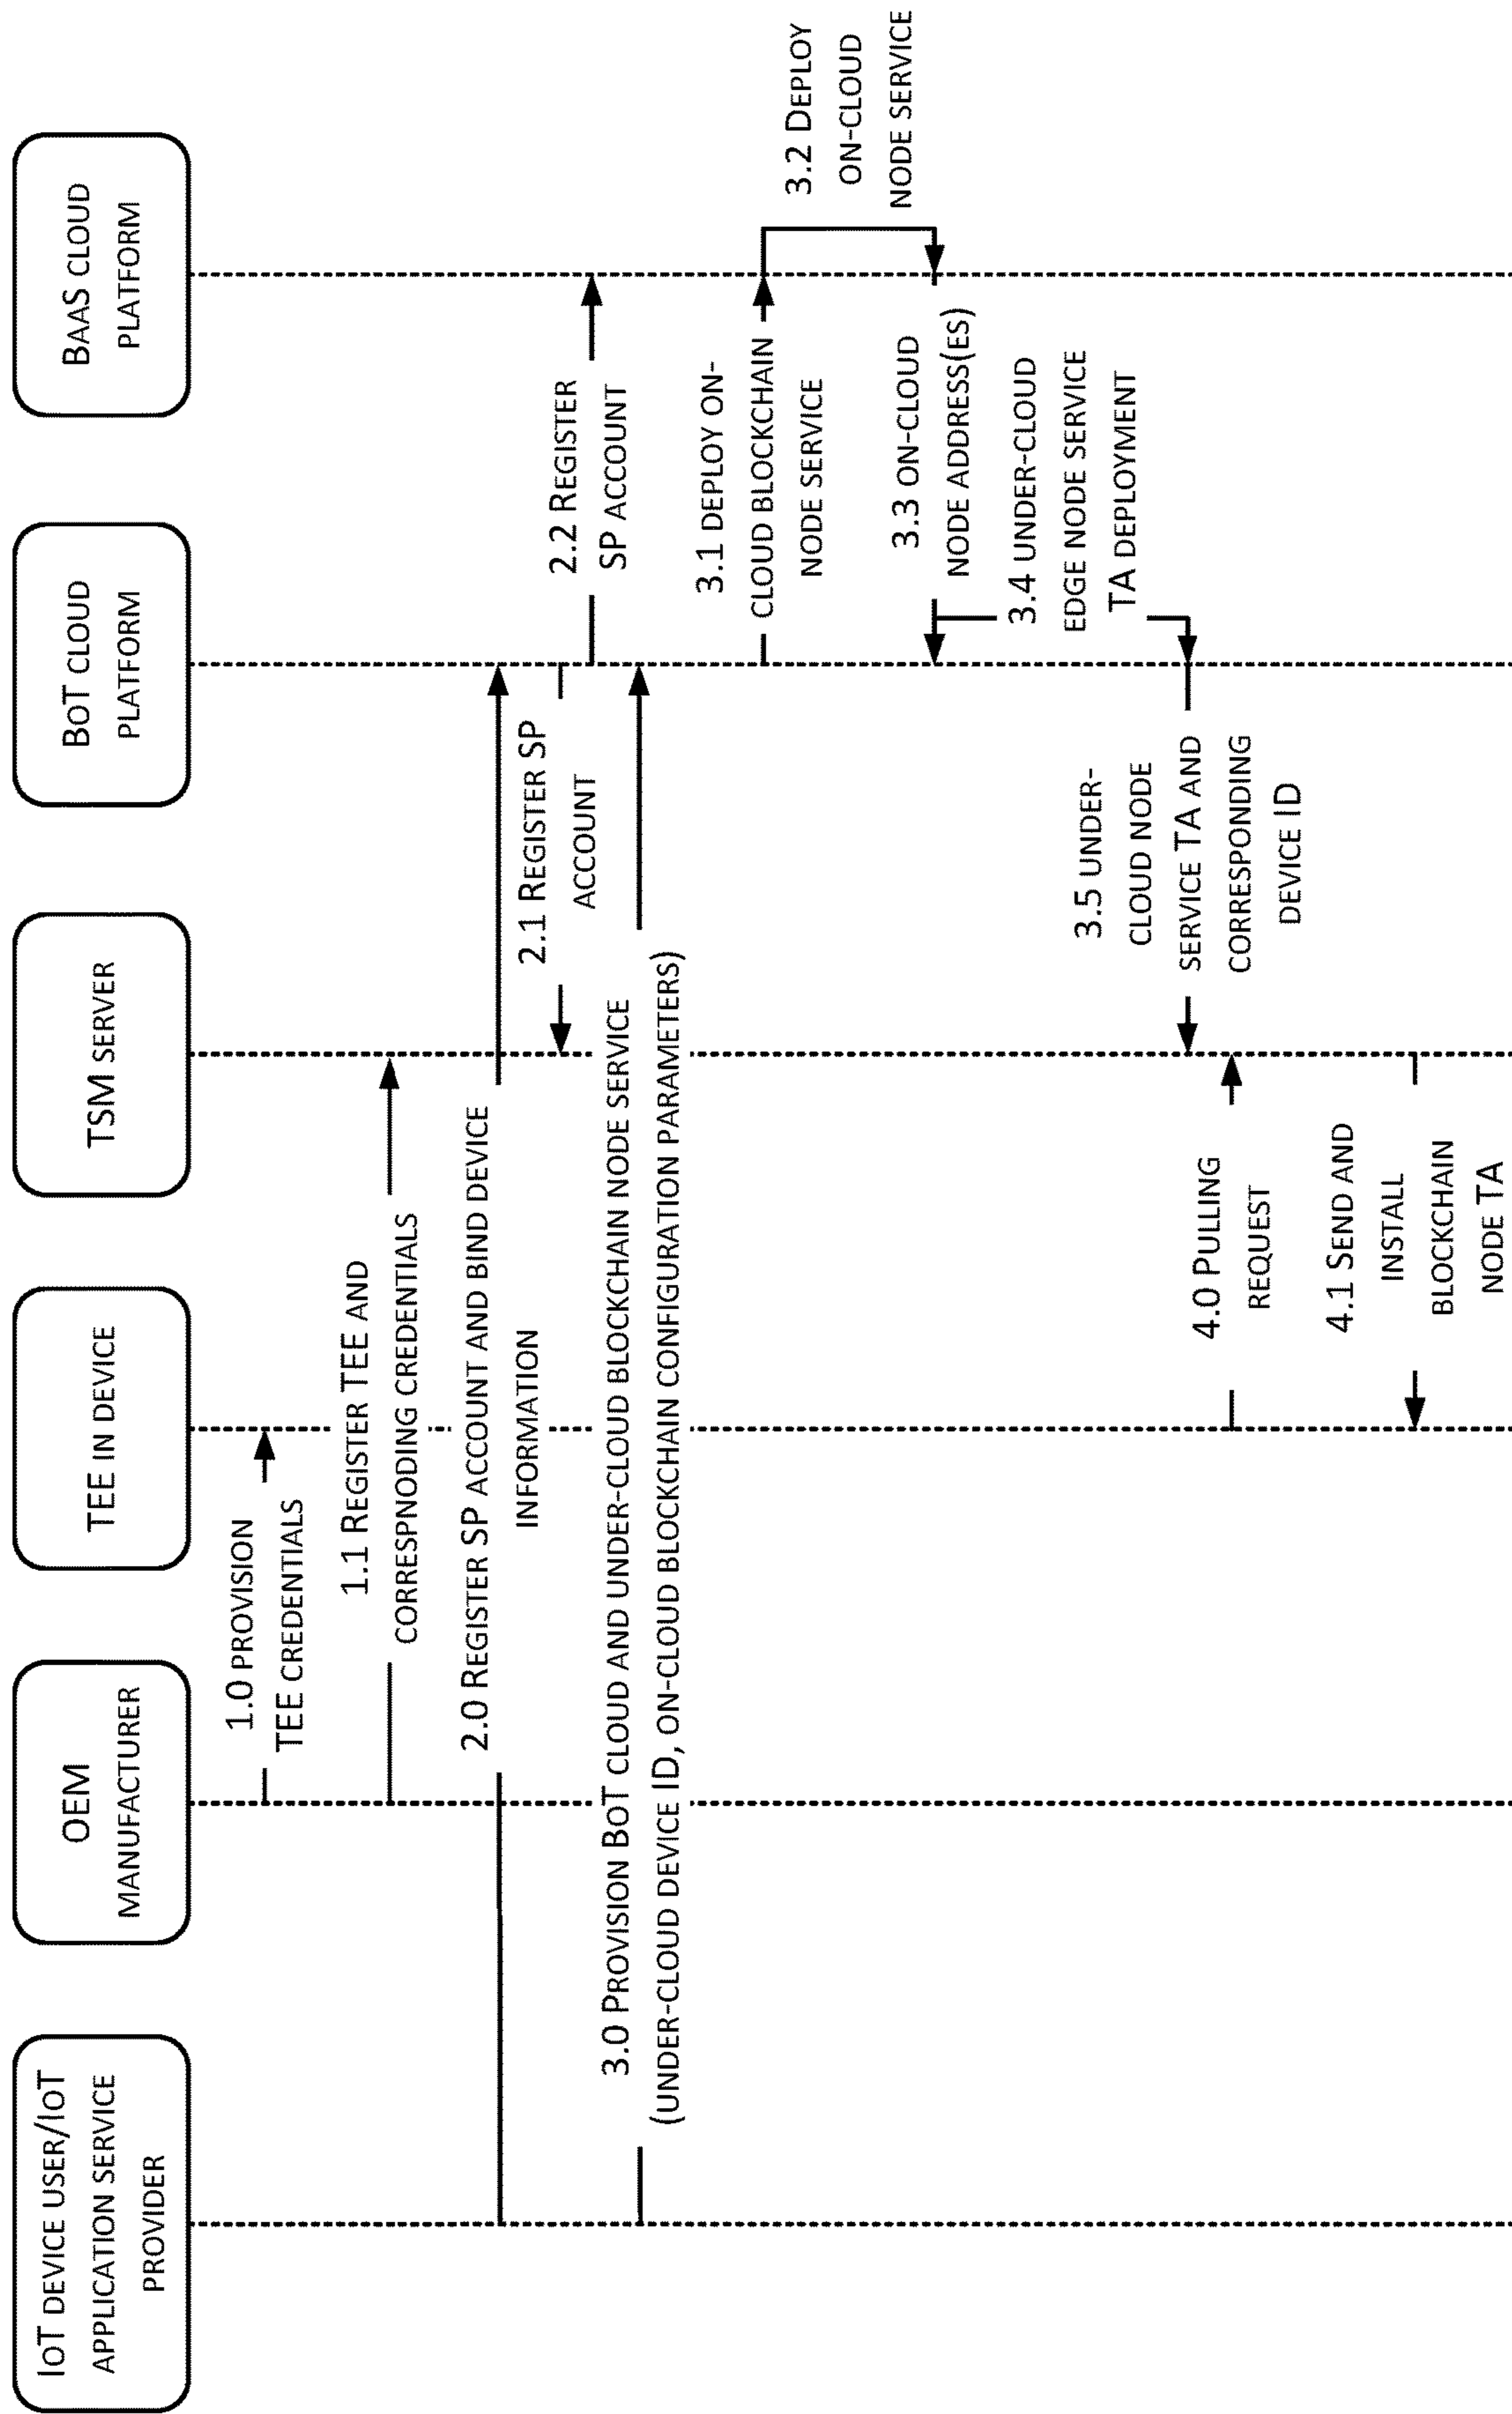 IoT DEVICE USER/IoT
APPLICATION SERVICE
PROVIDER
OEM
MANUFACTURER
TEE IN DEVICE
TSM SERVER
BoT CLOUD
PLATFORM
BAAS CLOUD
PLATFORM
1.0 PROVISION
TEE CREDENTIALS
1.1 REGISTER TEE AND
CORRESPNODING CREDENTIALS
2.0 REGISTER SP ACCOUNT AND BIND DEVICE
INFORMATION
2.1 REGISTER SP
ACCOUNT
2.2 REGISTER
SP ACCOUNT
3.0 PROVISION BoT CLOUD AND UNDER-CLOUD BLOCKCHAIN NODE SERVICE
(UNDER-CLOUD DEVICE ID, ON-CLOUD BLOCKCHAIN CONFIGURATION PARAMETERS)
3.1 DEPLOY ON-
CLOUD BLOCKCHAIN
NODE SERVICE
3.2 DEPLOY
ON-CLOUD
NODE SERVICE
3.3 ON-CLOUD
NODE ADDRESS(ES)
3.4 UNDER-CLOUD
EDGE NODE SERVICE
TA DEPLOYMENT
3.5 UNDER-
CLOUD NODE
SERVICE TA AND
CORRESPONDING
DEVICE ID
4.0 PULLING
REQUEST
4.1 SEND AND
INSTALL
BLOCKCHAIN
NODE TA